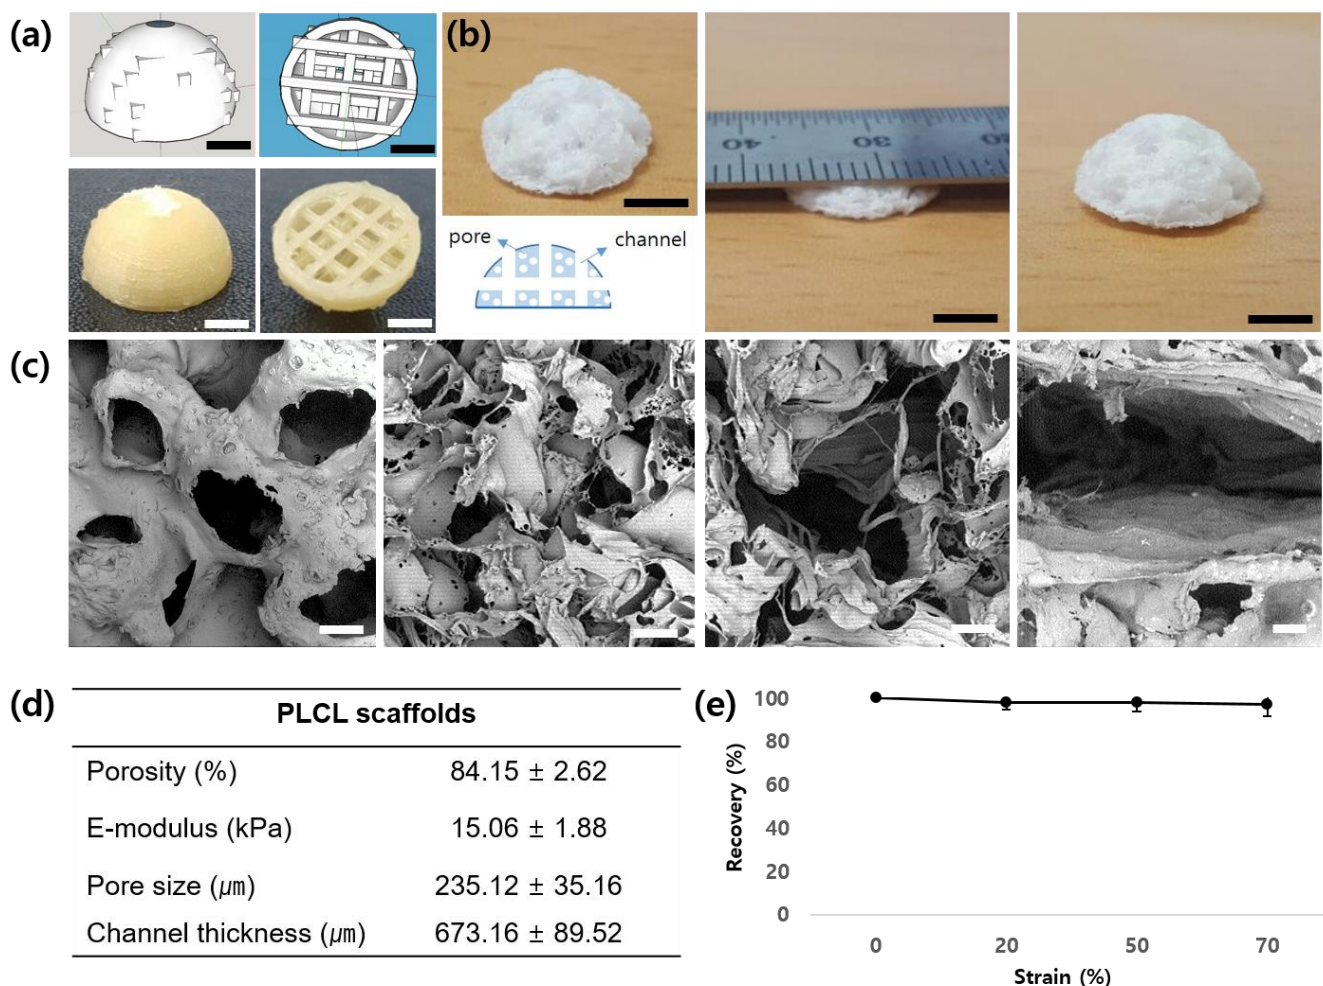 (a)
(b)
40
30
20
pore
channel
(c)
(d)
PLCL scaffolds
Porosity (%) 84.15 ± 2.62
E-modulus (kPa) 15.06 ± 1.88
Pore size (㎛) 235.12 ± 35.16
Channel thickness (㎛) 673.16 ± 89.52
(e)
Recovery (%)
100
80
60
40
20
0
0 20 50 70
Strain (%)